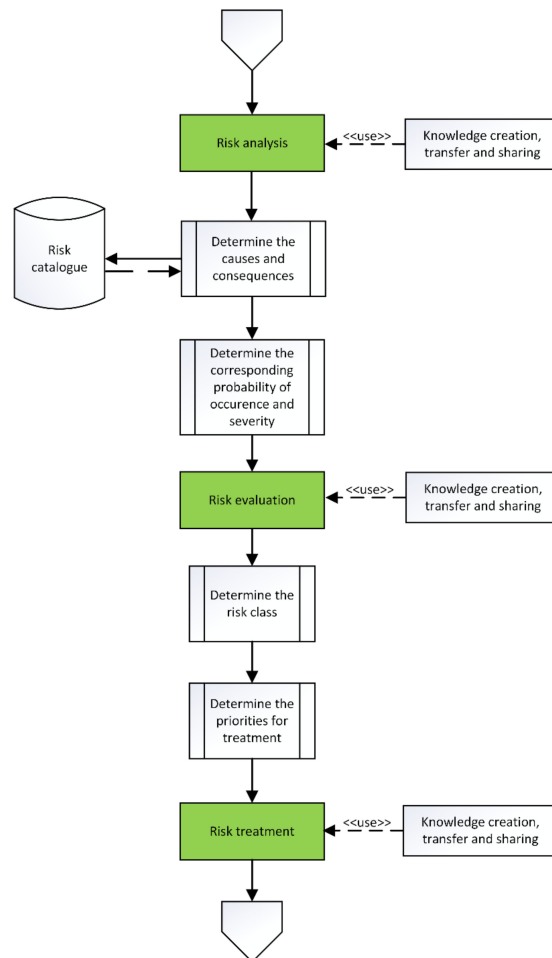 Risk analysis
<<use>>
Knowledge creation,
transfer and sharing
Risk
catalogue
Determine the
causes and
consequences
Determine the
corresponding
probability of
occurence and
severity
Risk evaluation
<<use>>
Knowledge creation,
transfer and sharing
Determine the
risk class
Determine the
priorities for
treatment
Risk treatment
<<use>>
Knowledge creation,
transfer and sharing